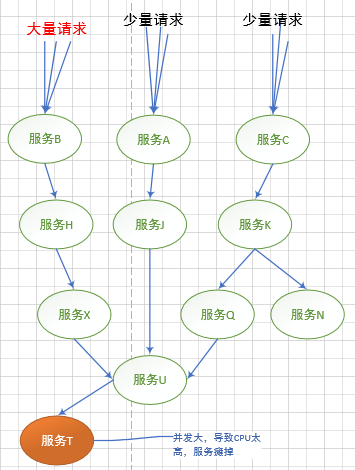 大量请求
少量请求
少量请求
服务B
服务A
服务C
服务H
服务J
服务K
服务X
服务Q
服务N
服务U
服务T
并发大，导致CPU太
高，服务瘫掉